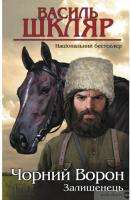 ВАСИЛЬ
ШКЛЯР
Національний бестселер
Чорний Ворон
Залишенець